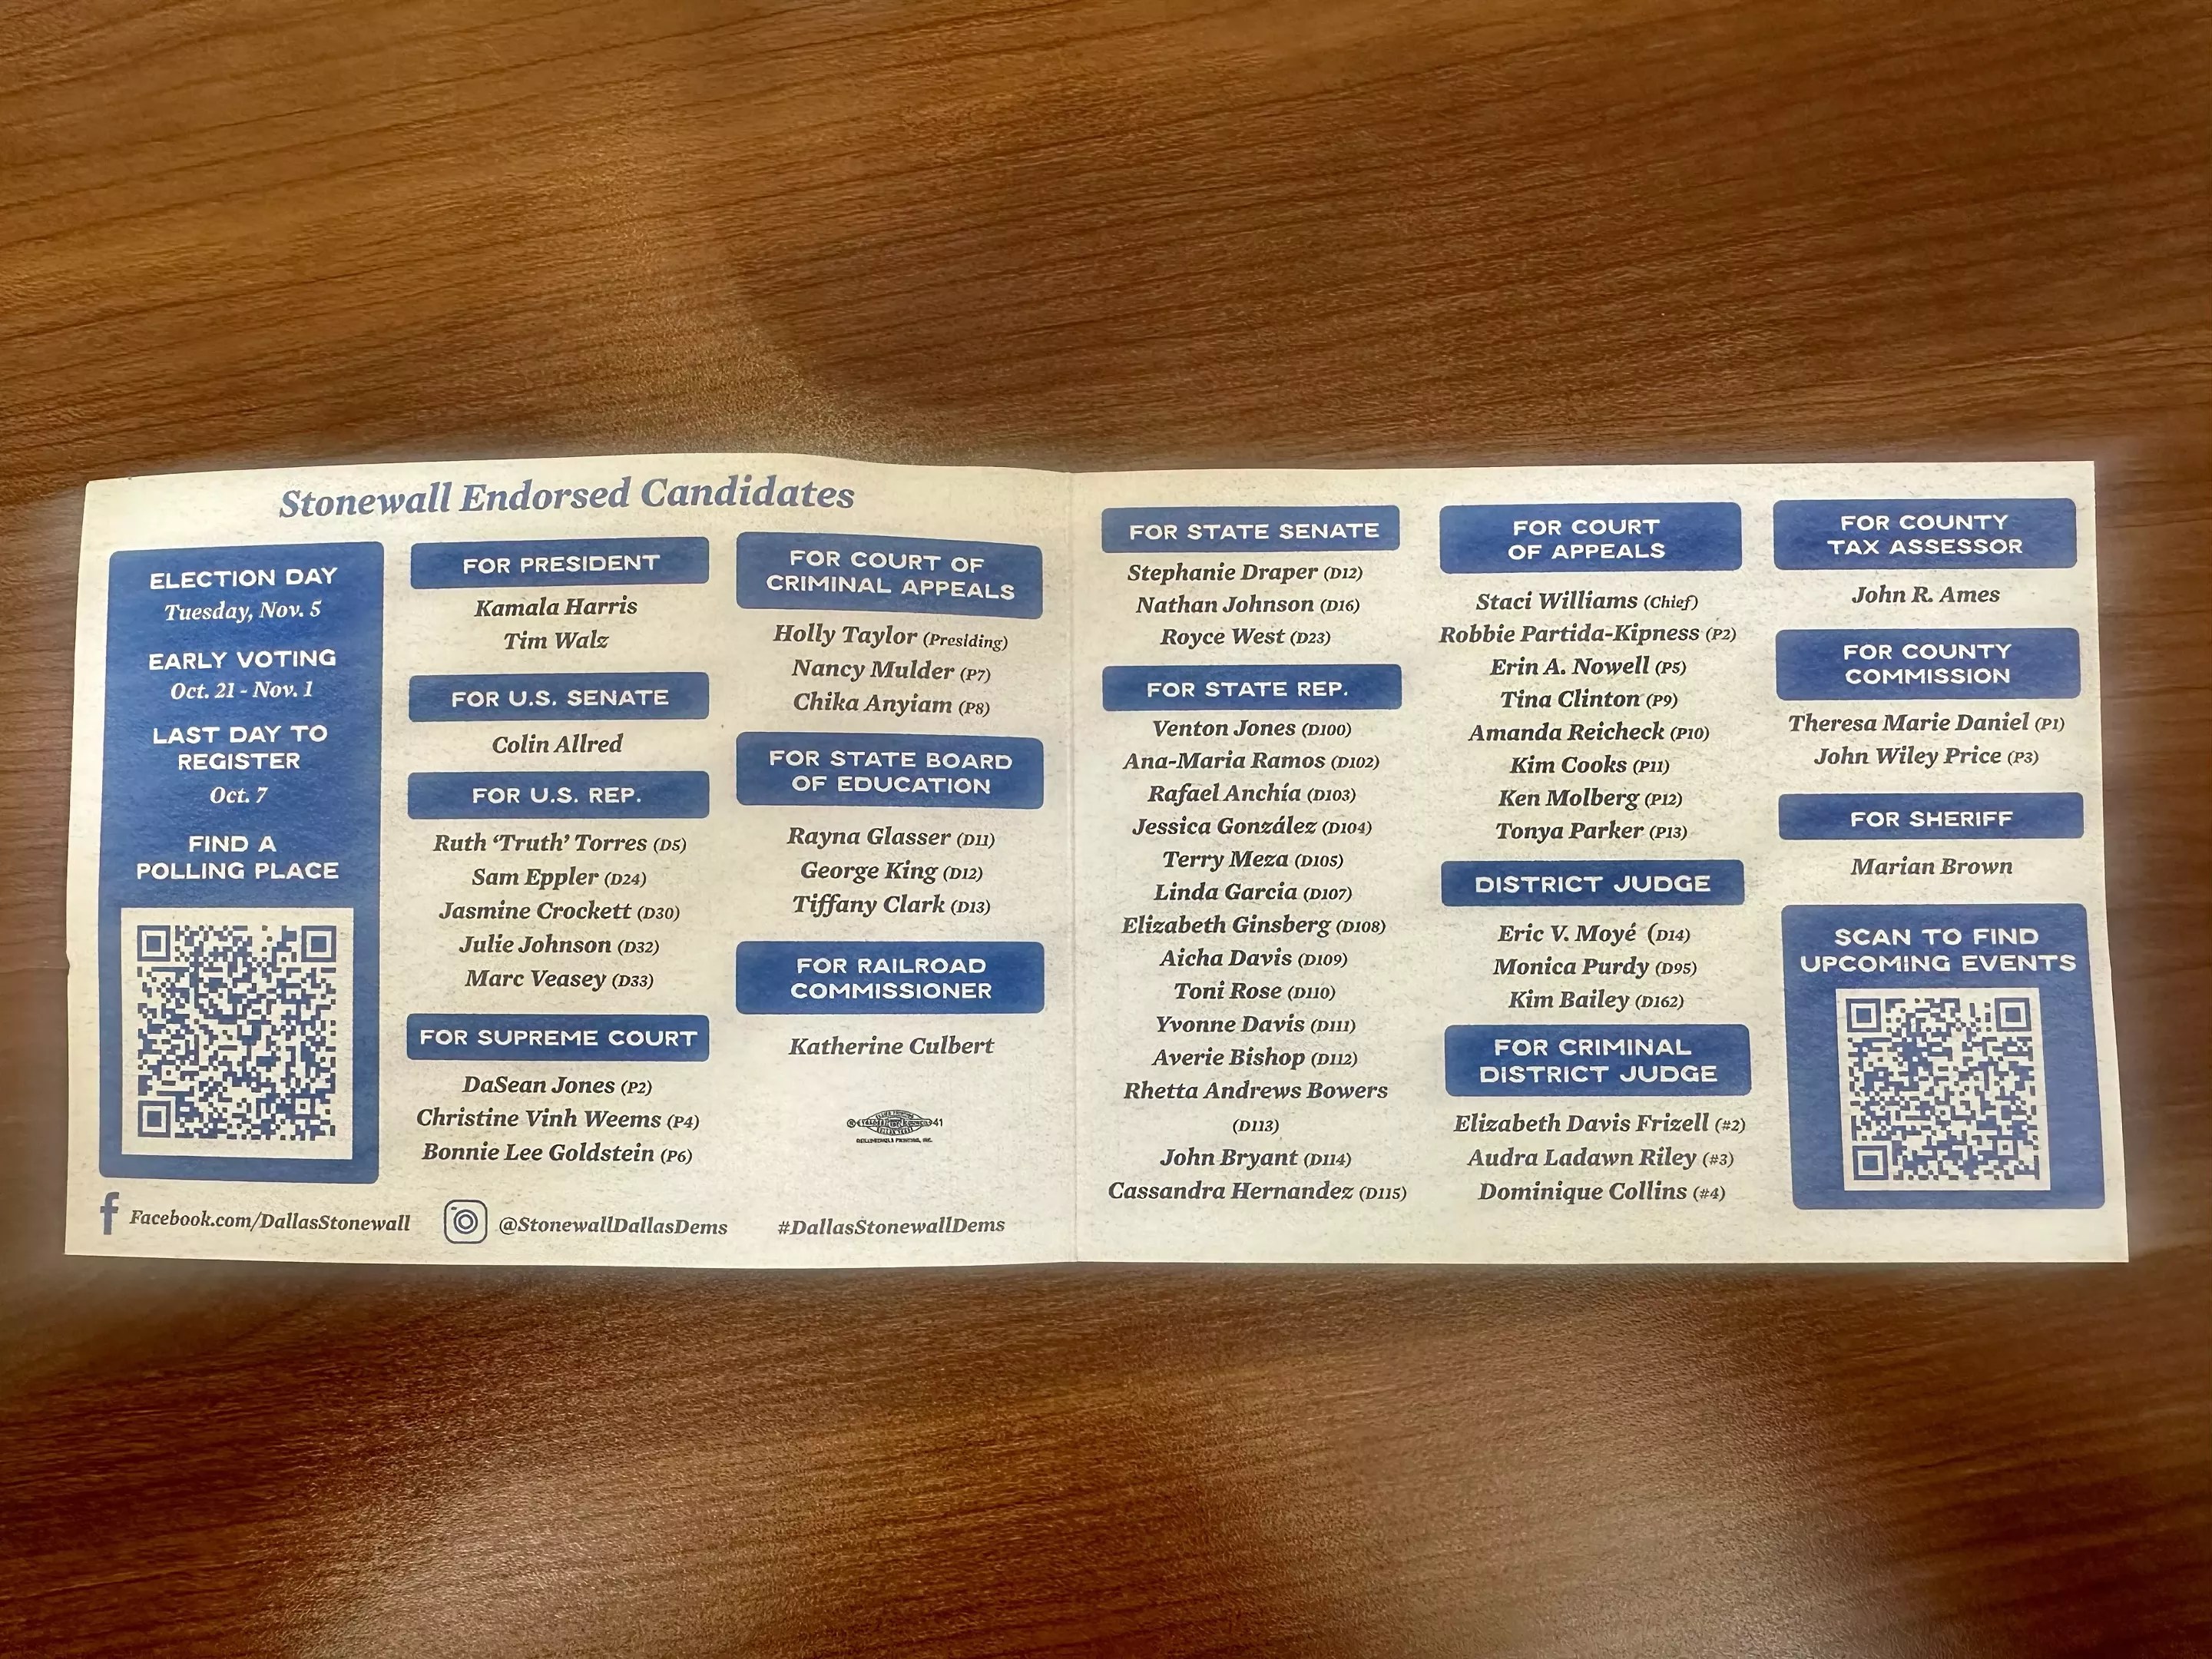 Stonewall Endorsed Candidates
ELECTION DAY
Tuesday, Nov. 5
EARLY VOTING
Oct. 21 - Nov. 1
LAST DAY TO
REGISTER
Oct. 7
FIND A
POLLING PLACE
FOR PRESIDENT
Kamala Harris
Tim Walz
FOR U.S. SENATE
Colin Allred
FOR U.S. REP.
Ruth ‘Truth’ Torres (D5)
Sam Eppler (D24)
Jasmine Crockett (D30)
Julie Johnson (D32)
Marc Veasey (D33)
FOR SUPREME COURT
DaSean Jones (P2)
Christine Vinh Weems (P4)
Bonnie Lee Goldstein (P6)
FOR COURT OF
CRIMINAL APPEALS
Holly Taylor (Presiding)
Nancy Mulder (P7)
Chika Anyiam (P8)
FOR STATE BOARD
OF EDUCATION
Rayna Glasser (D11)
George King (D12)
Tiffany Clark (D13)
FOR RAILROAD
COMMISSIONER
Katherine Culbert
41
Facebook.com/DallasStonewall
@StonewallDallasDems
#DallasStonewallDems
FOR STATE SENATE
Stephanie Draper (D12)
Nathan Johnson (D16)
Royce West (D23)
FOR STATE REP.
Venton Jones (D100)
Ana-Maria Ramos (D102)
Rafael Anchía (D103)
Jessica González (D104)
Terry Meza (D105)
Linda Garcia (D107)
Elizabeth Ginsberg (D108)
Aicha Davis (D109)
Toni Rose (D110)
Yvonne Davis (D111)
Averie Bishop (D112)
Rhetta Andrews Bowers
(D113)
John Bryant (D114)
Cassandra Hernandez (D115)
FOR COURT
OF APPEALS
Staci Williams (Chief)
Robbie Partida-Kipness (P2)
Erin A. Nowell (P5)
Tina Clinton (P9)
Amanda Reicheck (P10)
Kim Cooks (P11)
Ken Molberg (P12)
Tonya Parker (P13)
DISTRICT JUDGE
Eric V. Moyé (D14)
Monica Purdy (D95)
Kim Bailey (D162)
FOR CRIMINAL
DISTRICT JUDGE
Elizabeth Davis Frizell (#2)
Audra Ladawn Riley (#3)
Dominique Collins (#4)
FOR COUNTY
TAX ASSESSOR
John R. Ames
FOR COUNTY
COMMISSION
Theresa Marie Daniel (P1)
John Wiley Price (P3)
FOR SHERIFF
Marian Brown
SCAN TO FIND
UPCOMING EVENTS